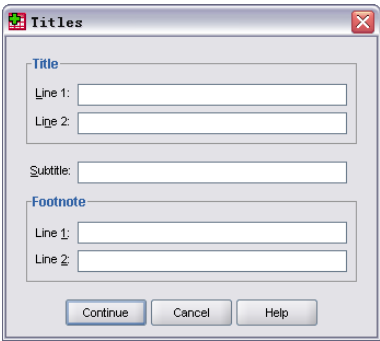 Titles
Title
Line 1:
Line 2:
Subtitle:
Footnote
Line 1:
Line 2:
Continue Cancel Help